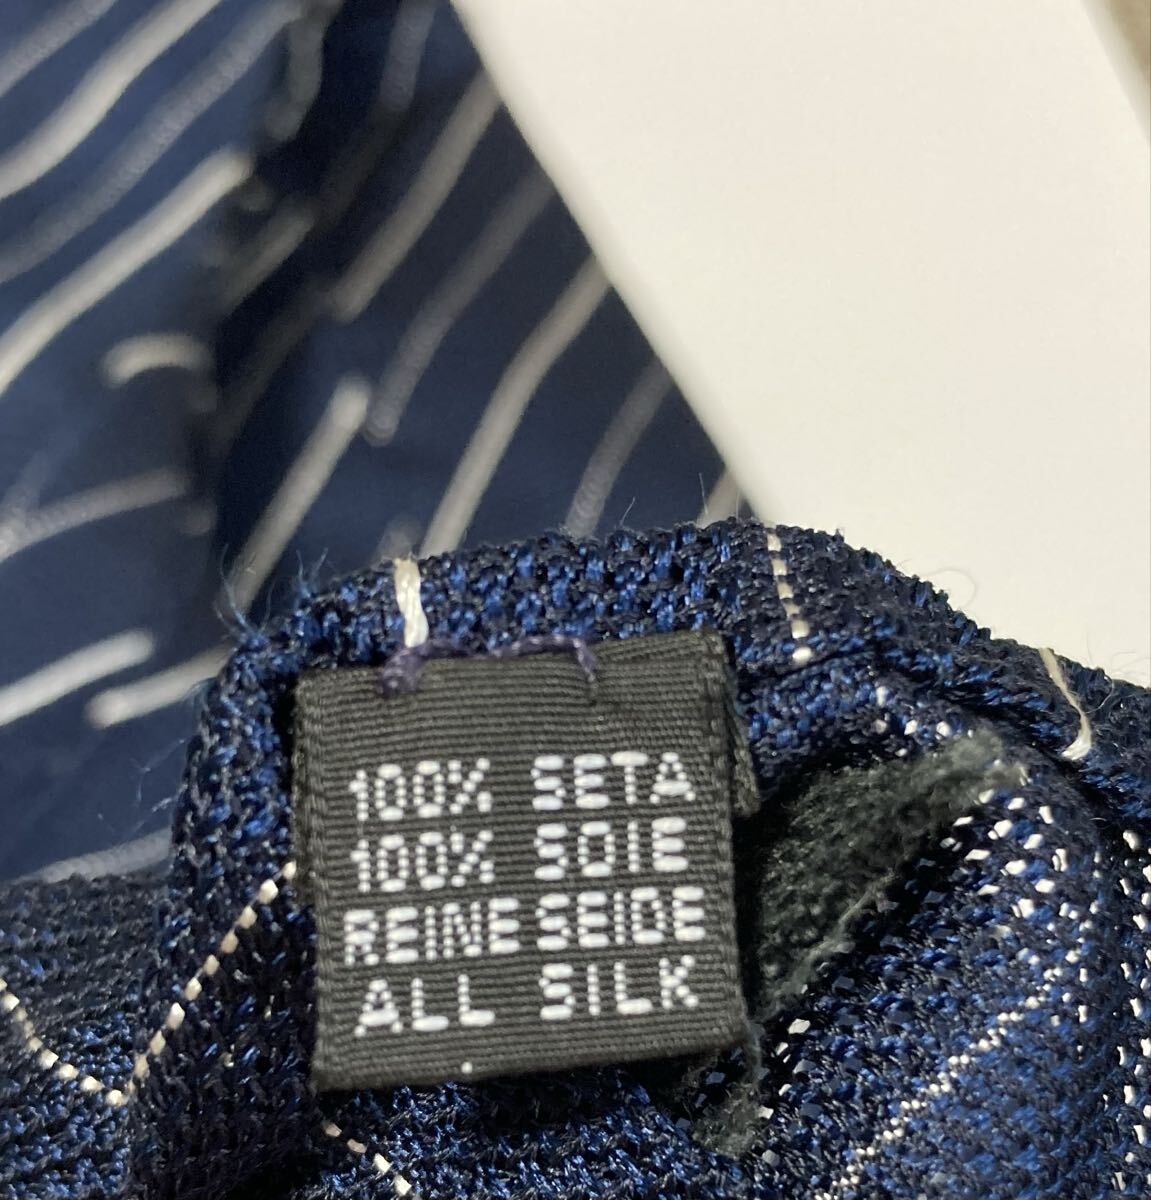 100% SETA
100% SOIE
REINE SEIDE
ALL SILK